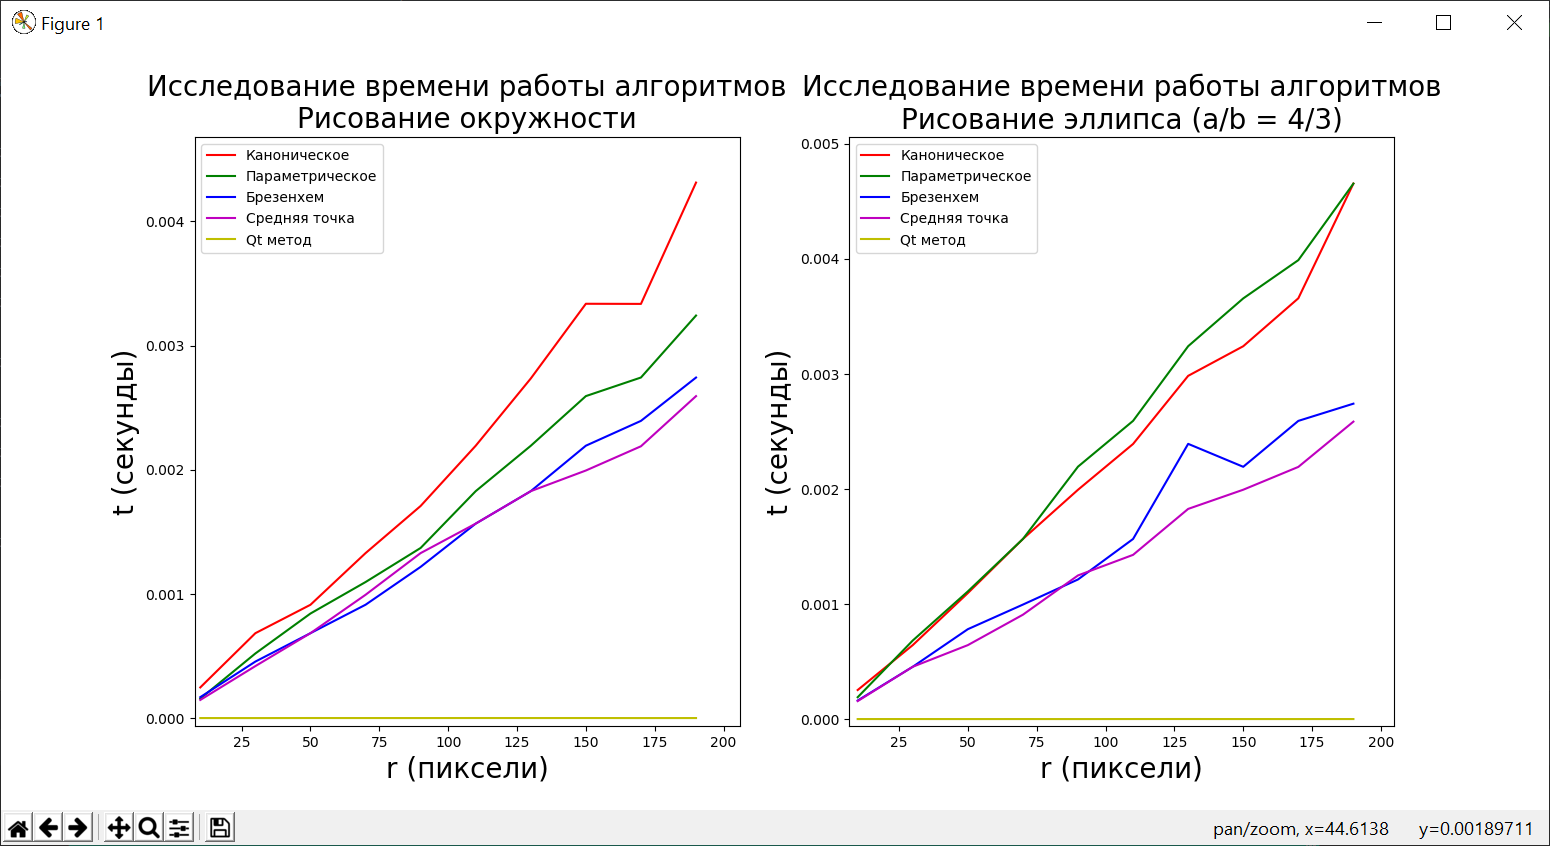 Figure 1
Исследование времени работы алгоритмов
Рисование окружности
Каноническое
Параметрическое
Брезенхем
Средняя точка
Qt метод
t (секунды)
0.004
0.003
0.002
0.001
0.000
25 50 75 100 125 150 175 200
r (пиксели)
Исследование времени работы алгоритмов
Рисование эллипса (a/b = 4/3)
Каноническое
Параметрическое
Брезенхем
Средняя точка
Qt метод
t (секунды)
0.005
0.004
0.003
0.002
0.001
0.000
25 50 75 100 125 150 175 200
r (пиксели)
pan/zoom, x=44.6138 y=0.00189711